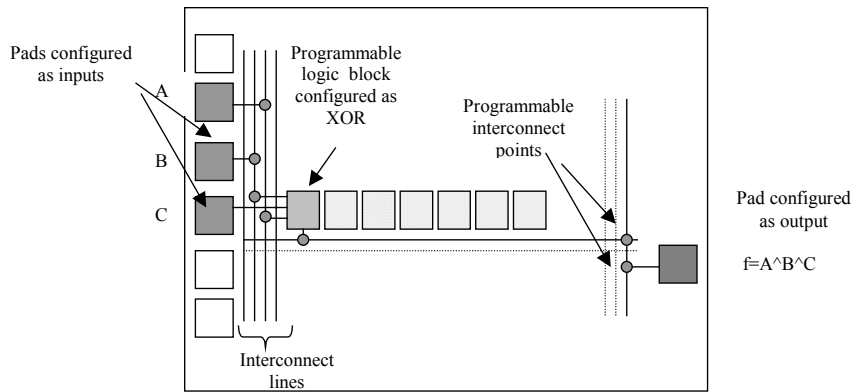 Pads configured
as inputs
A
B
C
Programmable
logic  block
configured as
XOR
Programmable
interconnect
points
Pad configured
as output
f=A^B^C
Interconnect
lines